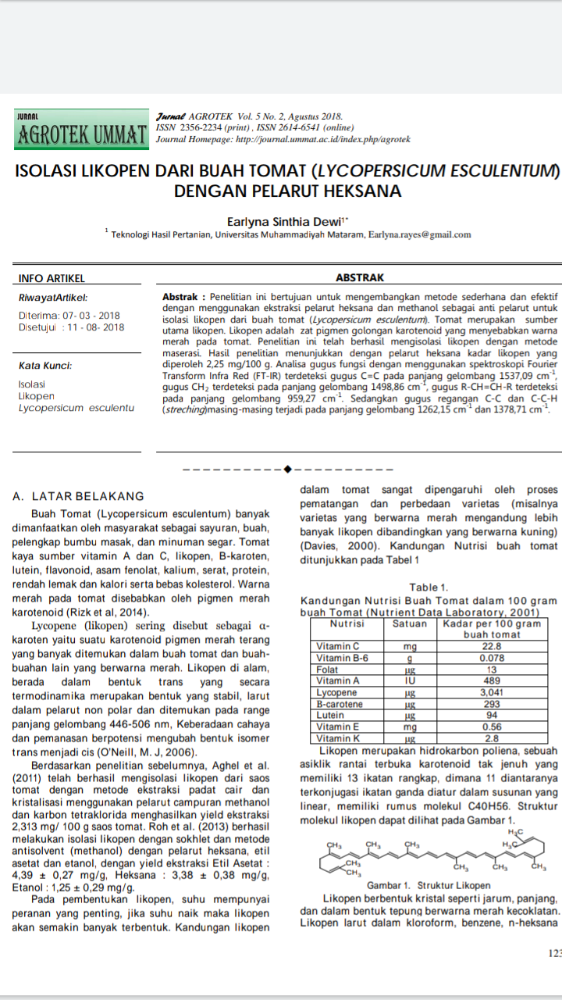 JURNAL
AGROTEK UMMAT
Jurnal AGROTEK Vol. 5 No. 2, Agustus 2018.
ISSN 2356-2234 (print) , ISSN 2614-6541 (online)
Journal Homepage: http://journal.ummat.ac.id/index.php/agrotek
ISOLASI LIKOPEN DARI BUAH TOMAT (LYCOPERSICUM ESCULENTUM)
DENGAN PELARUT HEKSANA
Earlyna Sinthia Dewi1*
1 Teknologi Hasil Pertanian, Universitas Muhammadiyah Mataram, Earlyna.rayes@gmail.com
INFO ARTIKEL
RiwayatArtikel:
Diterima: 07- 03 - 2018
Disetujui : 11 - 08- 2018
Kata Kunci:
Isolasi
Likopen
Lycopersicum esculentu
ABSTRAK
Abstrak : Penelitian ini bertujuan untuk mengembangkan metode sederhana dan efektif
dengan menggunakan ekstraksi pelarut heksana dan methanol sebagai anti pelarut untuk
isolasi likopen dari buah tomat (Lycopersicum esculentum). Tomat merupakan sumber
utama likopen. Likopen adalah zat pigmen golongan karotenoid yang menyebabkan warna
merah pada tomat. Penelitian ini telah berhasil mengisolasi likopen dengan metode
maserasi. Hasil penelitian menunjukkan dengan pelarut heksana kadar likopen yang
diperoleh 2,25 mg/100 g. Analisa gugus fungsi dengan menggunakan spektroskopi Fourier
Transform Infra Red (FT-IR) terdeteksi gugus C=C pada panjang gelombang 1537,09 cm-1,
gugus CH2 terdeteksi pada panjang gelombang 1498,86 cm-1, gugus R-CH=CH-R terdeteksi
pada panjang gelombang 959,27 cm-1. Sedangkan gugus regangan C-C dan C-C-H
(streching)masing-masing terjadi pada panjang gelombang 1262,15 cm-1 dan 1378,71 cm-1.
A. LATAR BELAKANG
Buah Tomat (Lycopersicum esculentum) banyak
dimanfaatkan oleh masyarakat sebagai sayuran, buah,
pelengkap bumbu masak, dan minuman segar. Tomat
kaya sumber vitamin A dan C, likopen, B-karoten,
lutein, flavonoid, asam fenolat, kalium, serat, protein,
rendah lemak dan kalori serta bebas kolesterol. Warna
merah pada tomat disebabkan oleh pigmen merah
karotenoid (Rizk et al, 2014).
Lycopene (likopen) sering disebut sebagai α-
karoten yaitu suatu karotenoid pigmen merah terang
yang banyak ditemukan dalam buah tomat dan buah-
buahan lain yang berwarna merah. Likopen di alam,
berada dalam bentuk trans yang secara
termodinamika merupakan bentuk yang stabil, larut
dalam pelarut non polar dan ditemukan pada range
panjang gelombang 446-506 nm, Keberadaan cahaya
dan pemanasan berpotensi mengubah bentuk isomer
trans menjadi cis (O'Neill, M. J, 2006).
Berdasarkan penelitian sebelumnya, Aghel et al.
(2011) telah berhasil mengisolasi likopen dari saos
tomat dengan metode ekstraksi padat cair dan
kristalisasi menggunakan pelarut campuran methanol
dan karbon tetraklorida menghasilkan yield ekstraksi
2,313 mg/ 100 g saos tomat. Roh et al. (2013) berhasil
melakukan isolasi likopen dengan sokhlet dan metode
antisolvent (methanol) dengan pelarut heksana, etil
asetat dan etanol, dengan yield ekstraksi Etil Asetat :
4,39 ± 0,27 mg/g, Heksana : 3,38 ± 0,38 mg/g,
Etanol : 1,25 ± 0,29 mg/g.
Pada pembentukan likopen, suhu mempunyai
peranan yang penting, jika suhu naik maka likopen
akan semakin banyak terbentuk. Kandungan likopen
dalam tomat sangat dipengaruhi oleh proses
pematangan dan perbedaan varietas (misalnya
varietas yang berwarna merah mengandung lebih
banyak likopen dibandingkan yang berwarna kuning)
(Davies, 2000). Kandungan Nutrisi buah tomat
ditunjukkan pada Tabel 1
Table 1.
Kandungan Nutrisi Buah Tomat dalam 100 gram
buah Tomat (Nutrient Data Laboratory, 2001)
Nutrisi Satuan Kadar per 100 gram
buah tomat
Vitamin C mg 22.8
Vitamin B-6 g 0.078
Folat µg 13
Vitamin A IU 489
Lycopene µg 3,041
B-carotene µg 293
Lutein µg 94
Vitamin E mg 0.56
Vitamin K µg 2.8
Likopen merupakan hidrokarbon poliena, sebuah
asiklik rantai terbuka karotenoid tak jenuh yang
memiliki 13 ikatan rangkap, dimana 11 diantaranya
terkonjugasi ikatan ganda diatur dalam susunan yang
linear, memiliki rumus molekul C40H56. Struktur
molekul likopen dapat dilihat pada Gambar 1.
H3C
CH3 CH3 CH3 H3C
CH3 CH3 CH3 CH3
CH3
Gambar 1. Struktur Likopen
Likopen berbentuk kristal seperti jarum, panjang,
dan dalam bentuk tepung berwarna merah kecoklatan.
Likopen larut dalam kloroform, benzene, n-heksana
123